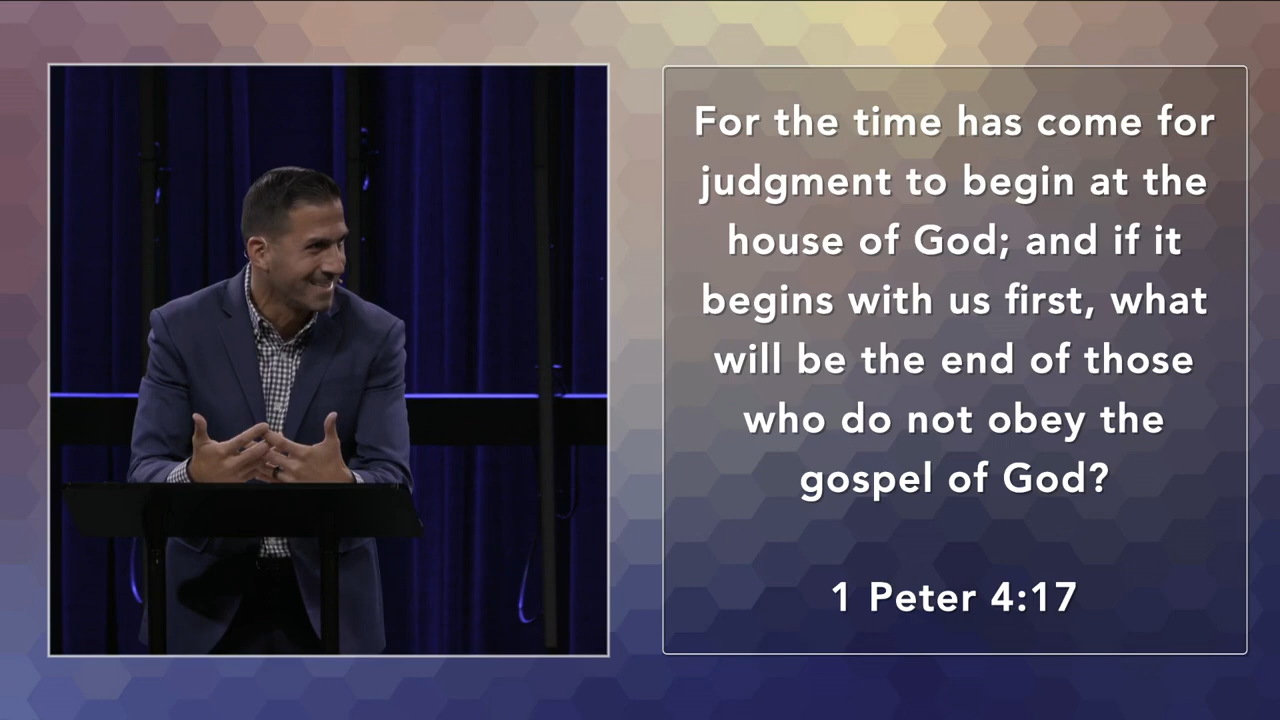 For the time has come for
judgment to begin at the
house of God; and if it
begins with us first, what
will be the end of those
who do not obey the
gospel of God?
1 Peter 4:17